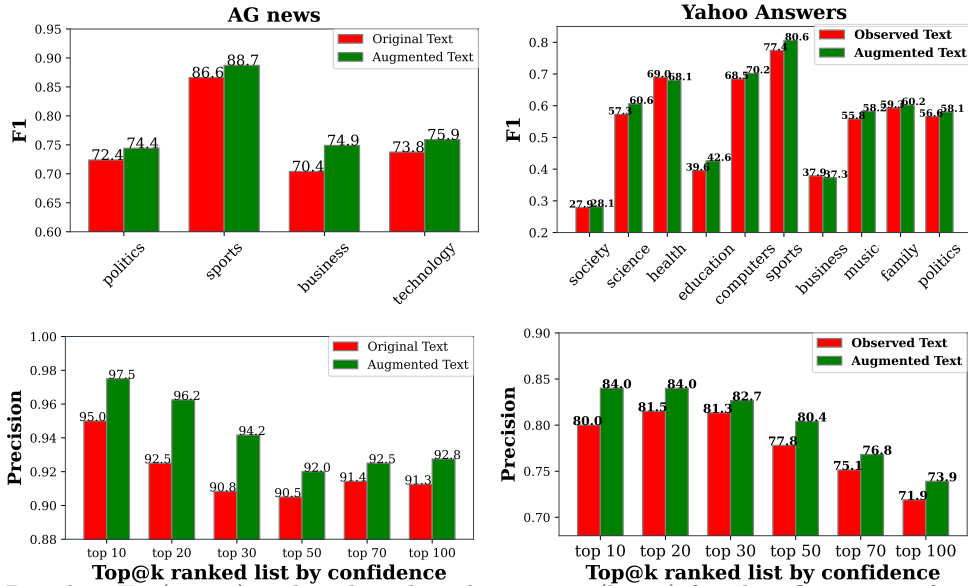 AG news
F1
0.95
0.90
0.85
0.80
0.75
0.70
0.65
0.60
Original Text
Augmented Text
72.4
74.4
86.6
88.7
70.4
74.9
73.8
75.9
politics
sports
business
technology
Yahoo Answers
F1
0.8
0.7
0.6
0.5
0.4
0.3
0.2
Observed Text
Augmented Text
27.9
28.1
57.3
60.6
69.0
68.1
39.6
42.6
68.5
70.2
77.4
80.6
37.9
37.3
55.8
58.2
59.3
60.2
56.6
58.1
society
science
health
education
computers
sports
business
music
family
politics
Precision
1.00
0.98
0.96
0.94
0.92
0.90
0.88
Original Text
Augmented Text
95.0
97.5
92.5
96.2
90.8
94.2
90.5
92.0
91.4
92.5
91.3
92.8
top 10
top 20
top 30
top 50
top 70
top 100
Top@k ranked list by confidence
Precision
0.90
0.85
0.80
0.75
0.70
Observed Text
Augmented Text
80.0
84.0
81.5
84.0
81.3
82.7
77.8
80.4
75.1
76.8
71.9
73.9
top 10
top 20
top 30
top 50
top 70
top 100
Top@k ranked list by confidence